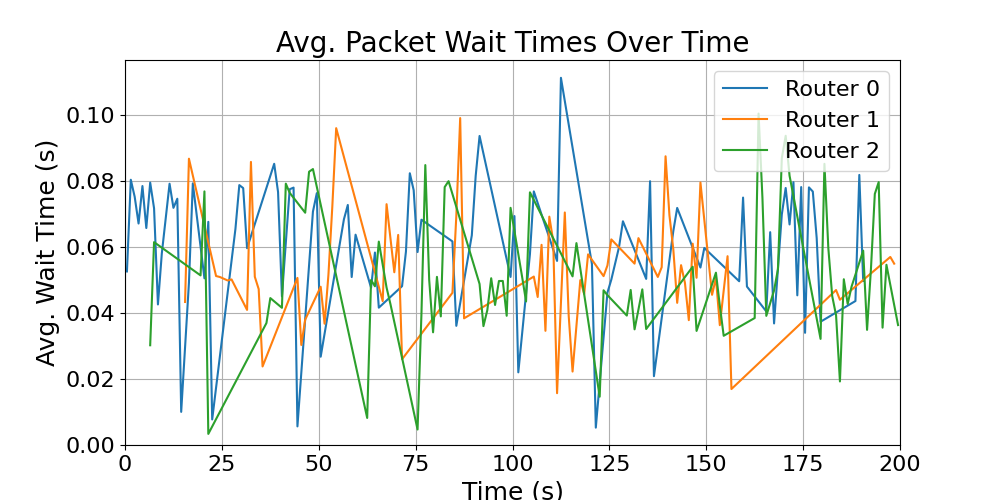 Avg. Packet Wait Times Over Time
Avg. Wait Time (s)
0.10
0.08
0.06
0.04
0.02
0.00
Router 0
Router 1
Router 2
0 25 50 75 100 125 150 175 200
Time (s)